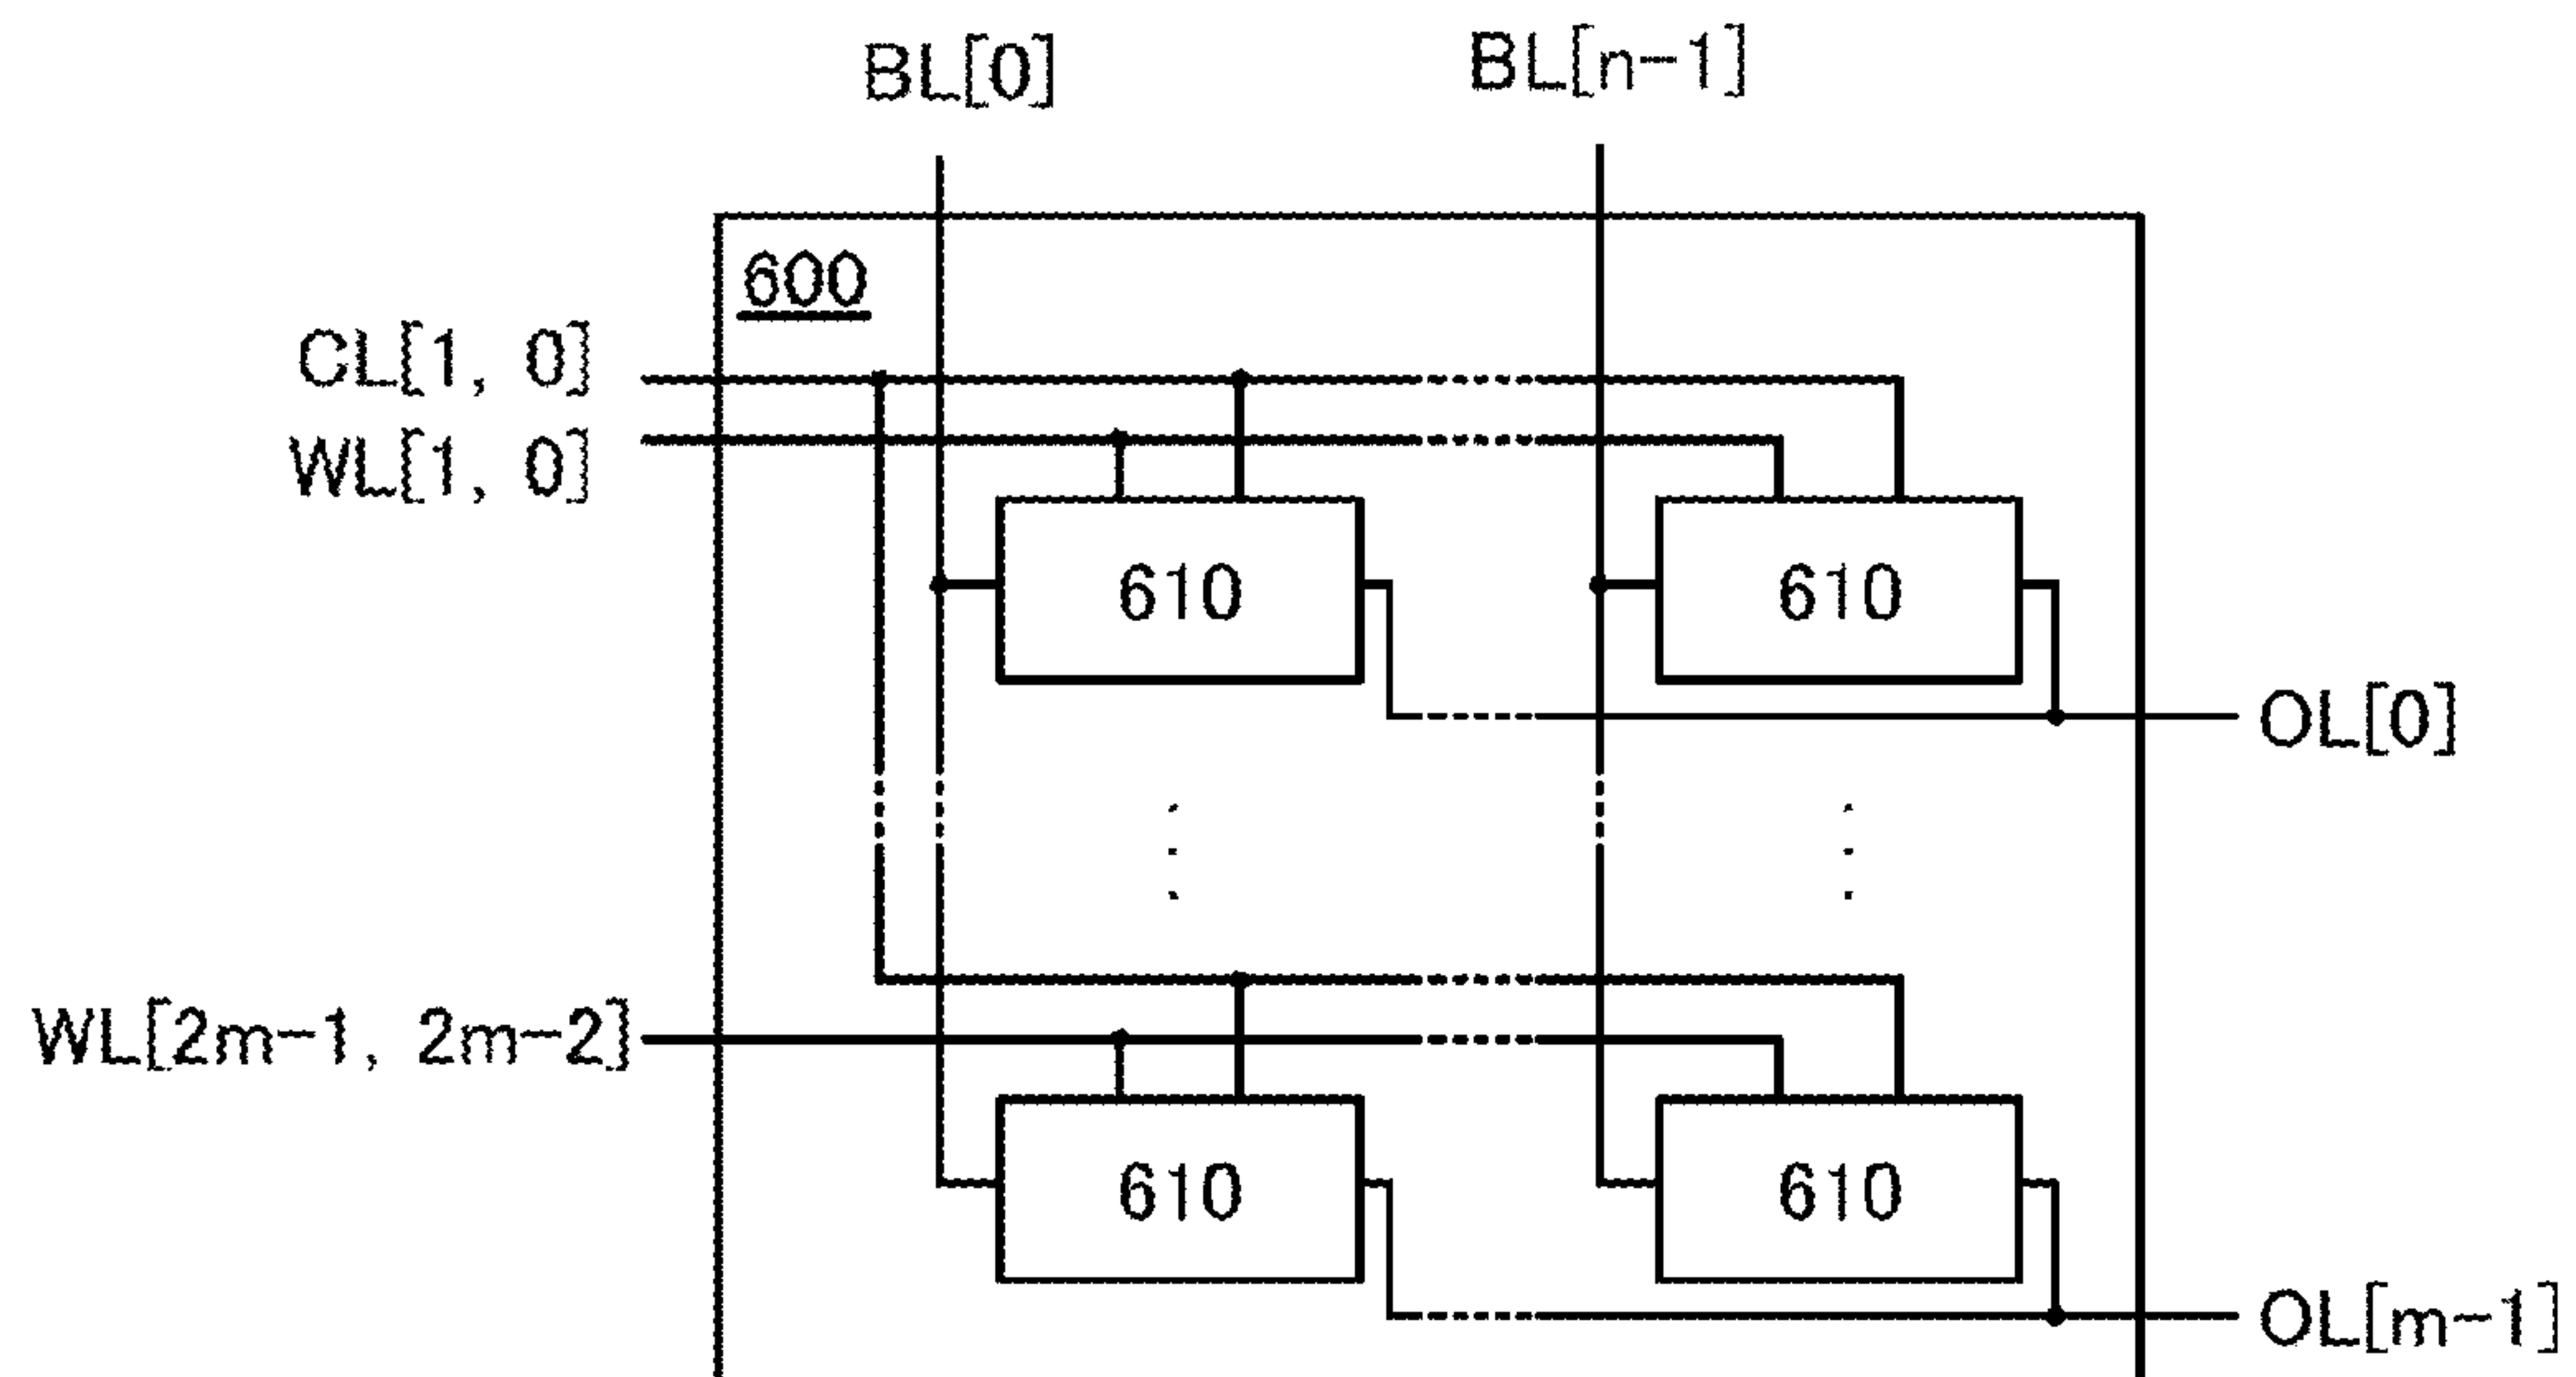 BL[0]
BL[n-1]
600
CL[1, 0]
WL[1, 0]
610
610
OL[0]
WL[2m-1, 2m-2]
610
610
OL[m-1]